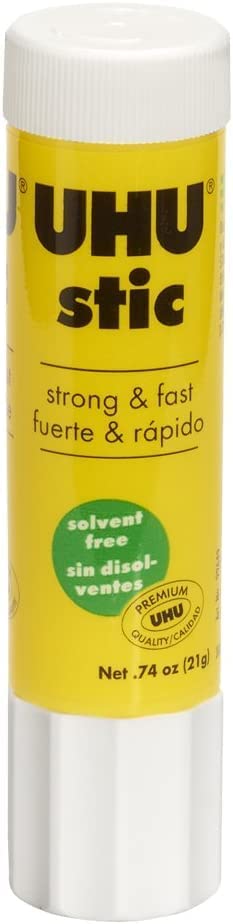 UHU®
stic
strong & fast
fuerte & rápido
solvent
free
sin disol-
ventes
PREMIUM
UHU
QUALITY/CALIDAD
Net .74 oz (21g)